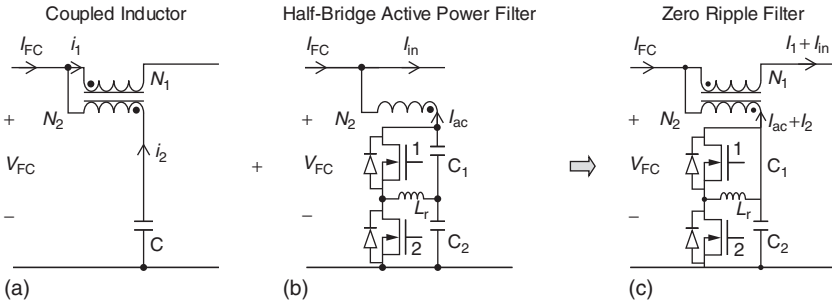 Coupled Inductor
Half-Bridge Active Power Filter
Zero Ripple Filter
I_FC
i_1
N_1
N_2
+
V_FC
−
i_2
C
(a)
+
I_FC
I_in
N_2
I_ac
+
V_FC
−
1
C_1
L_r
2
C_2
(b)
I_FC
I_1 + I_in
N_1
N_2
I_ac + I_2
+
V_FC
−
1
C_1
L_r
2
C_2
(c)